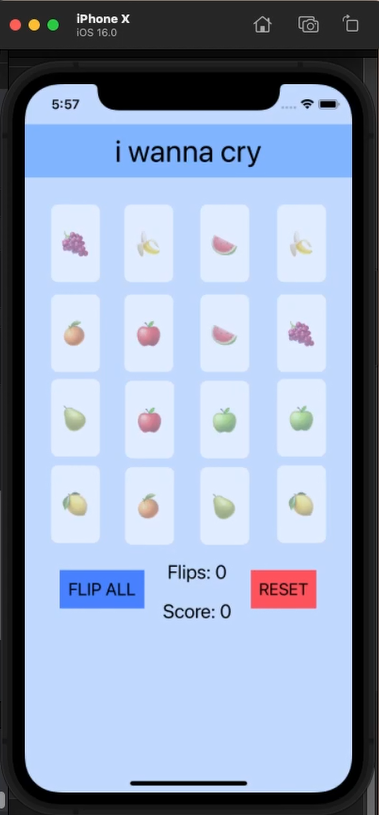 iPhone X
iOS 16.0
5:57
i wanna cry
Flips: 0
FLIP ALL
RESET
Score: 0